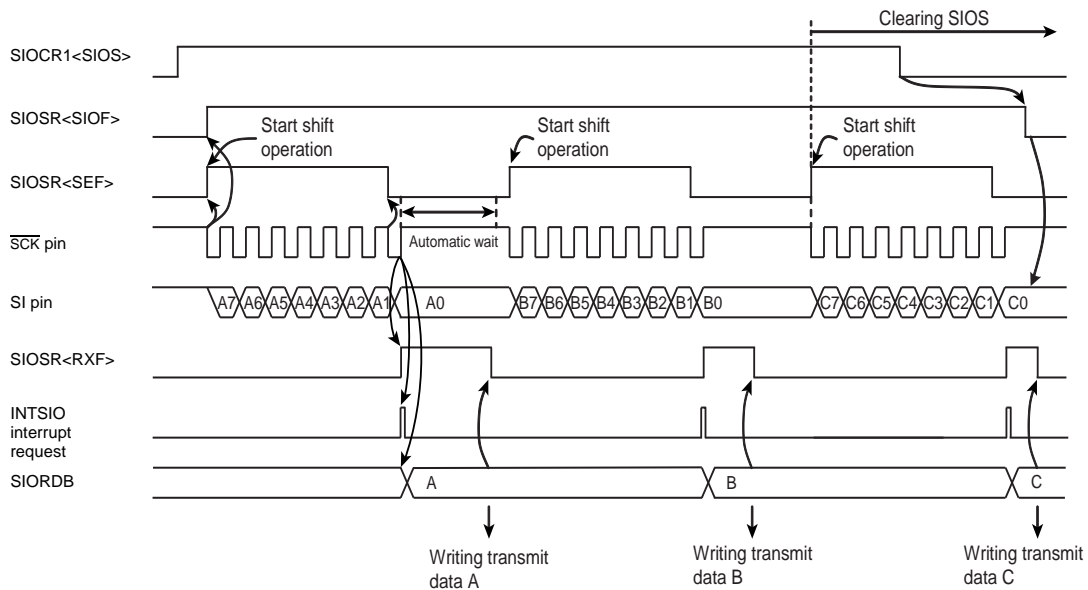 Clearing SIOS
SIOCR1<SIOS>
SIOSR<SIOF>
Start shift
operation
Start shift
operation
Start shift
operation
SIOSR<SEF>
SCK pin
Automatic wait
SI pin
A7 A6 A5 A4 A3 A2 A1 A0 B7 B6 B5 B4 B3 B2 B1 B0 C7 C6 C5 C4 C3 C2 C1 C0
SIOSR<RXF>
INTSIO
interrupt
request
SIORDB
A B C
Writing transmit
data A
Writing transmit
data B
Writing transmit
data C